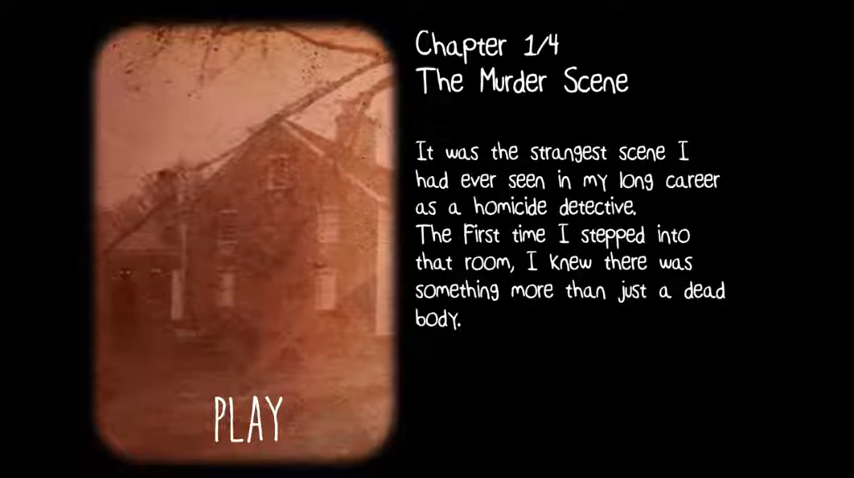 Chapter 1/4
The Murder Scene
It was the strangest scene I
had ever seen in my long career
as a homicide detective.
The First time I stepped into
that room, I knew there was
something more than just a dead
body.
PLAY